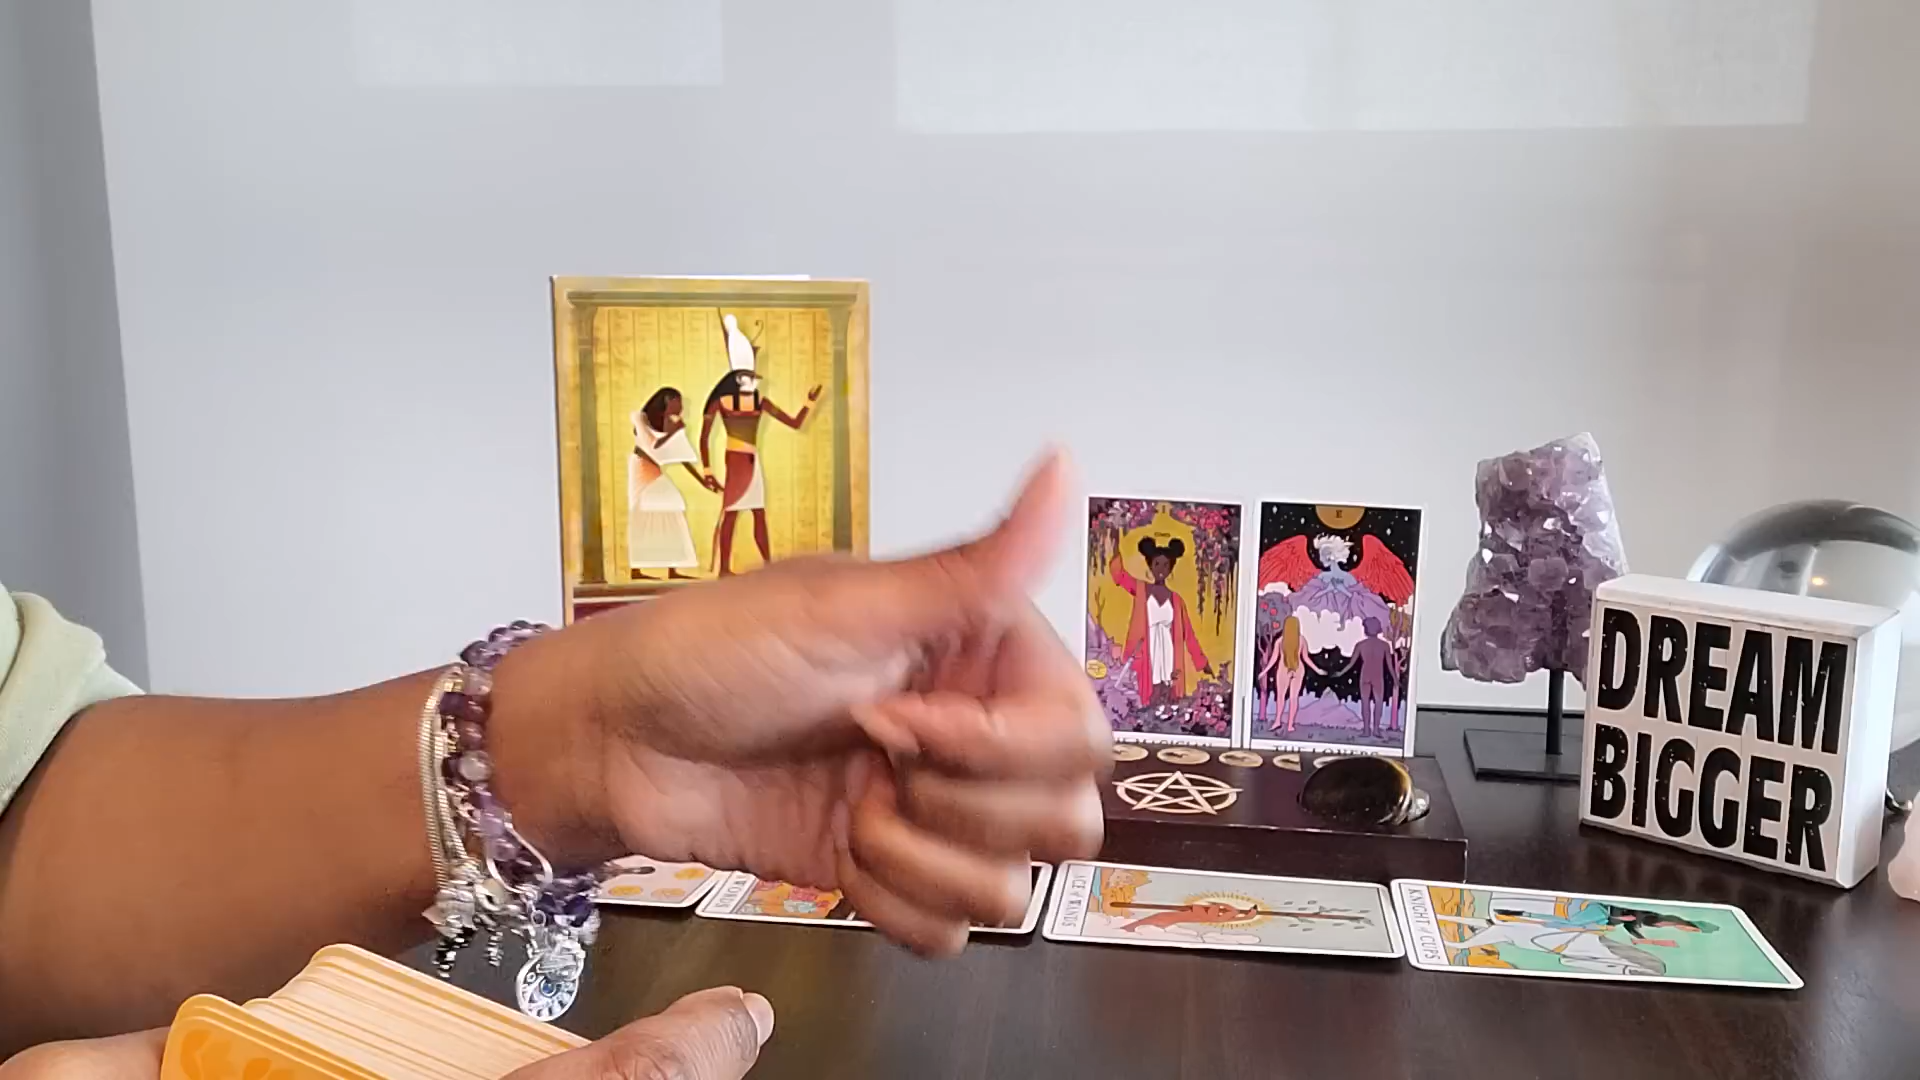 I
THE LOVERS
DREAM
BIGGER
ACE of WANDS
KNIGHT of CUPS